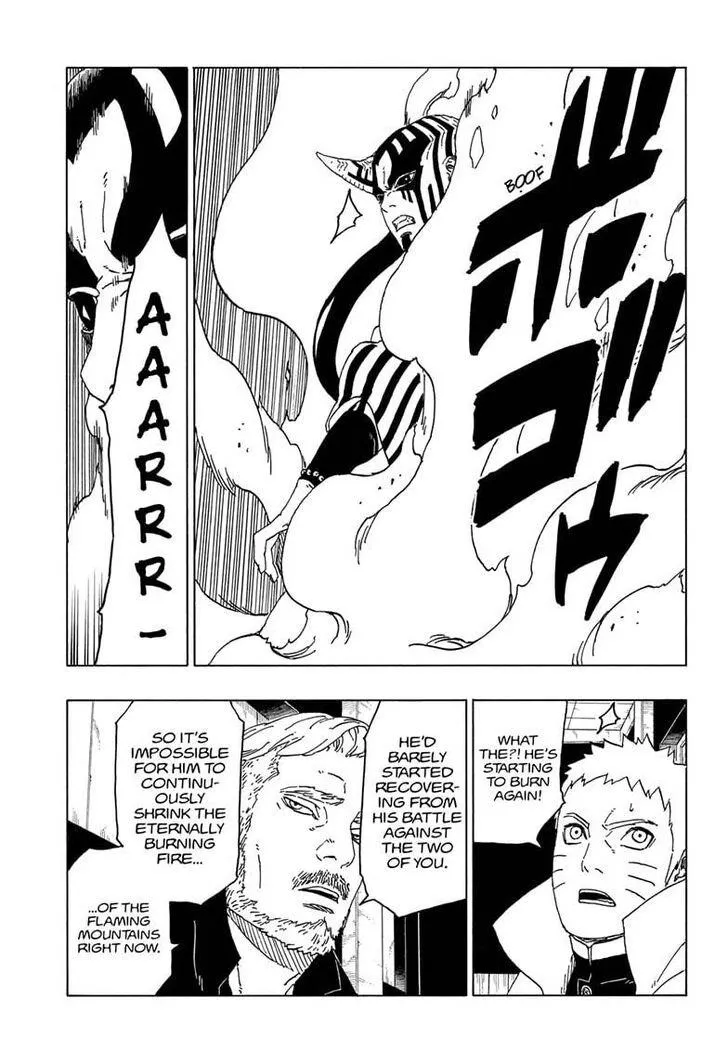 ボゴッ
BOOF
AAARRR-
WHAT
THE?! HE'S
STARTING
TO BURN
AGAIN!
HE'D
BARELY
STARTED
RECOVER-
ING FROM
HIS BATTLE
AGAINST
THE TWO
OF YOU.
SO IT'S
IMPOSSIBLE
FOR HIM TO
CONTINU-
OUSLY
SHRINK THE
ETERNALLY
BURNING
FIRE...
...OF THE
FLAMING
MOUNTAINS
RIGHT NOW.